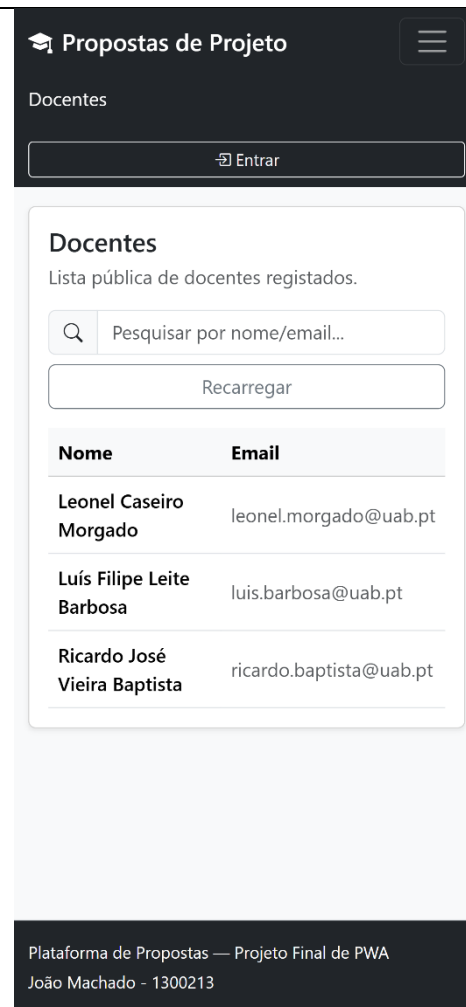 Propostas de Projeto
Docentes
Entrar
Docentes
Lista pública de docentes registados.
Pesquisar por nome/email...
Recarregar
Nome Email
Leonel Caseiro
Morgado
leonel.morgado@uab.pt
Luís Filipe Leite
Barbosa
luis.barbosa@uab.pt
Ricardo José
Vieira Baptista
ricardo.baptista@uab.pt
Plataforma de Propostas — Projeto Final de PWA
João Machado - 1300213